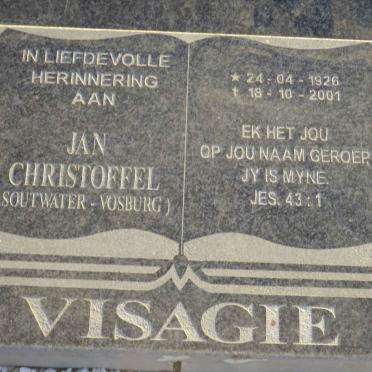 IN LIEFDEVOLLE
HERINNERING
AAN
JAN
CHRISTOFFEL
SOUTWATER - VOSBURG )
★ 24 - 04 - 1926
† 18 - 10 - 2001
EK HET JOU
OP JOU NAAM GEROEP,
JY IS MYNE.
JES. 43 : 1
VISAGIE